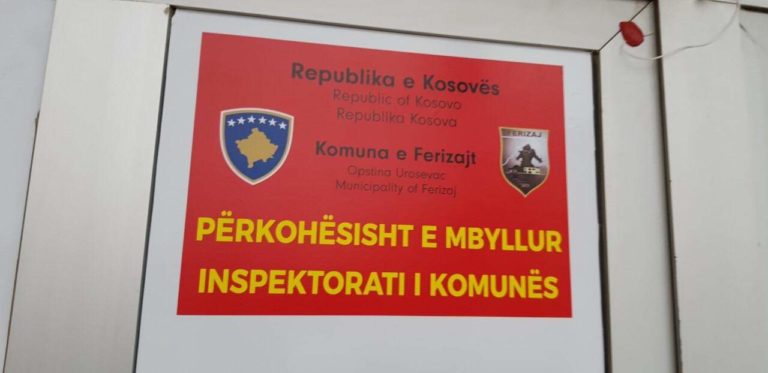 Republika e Kosovës
Republic of Kosovo
Republika Kosova
Komuna e Ferizajt
Opstina Urosevac
Municipality of Ferizaj
FERIZAJ
PËRKOHËSISHT E MBYLLUR
INSPEKTORATI I KOMUNËS